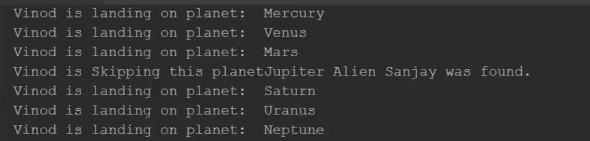 Vinod is landing on planet:  Mercury
Vinod is landing on planet:  Venus
Vinod is landing on planet:  Mars
Vinod is Skipping this planetJupiter Alien Sanjay was found.
Vinod is landing on planet:  Saturn
Vinod is landing on planet:  Uranus
Vinod is landing on planet:  Neptune